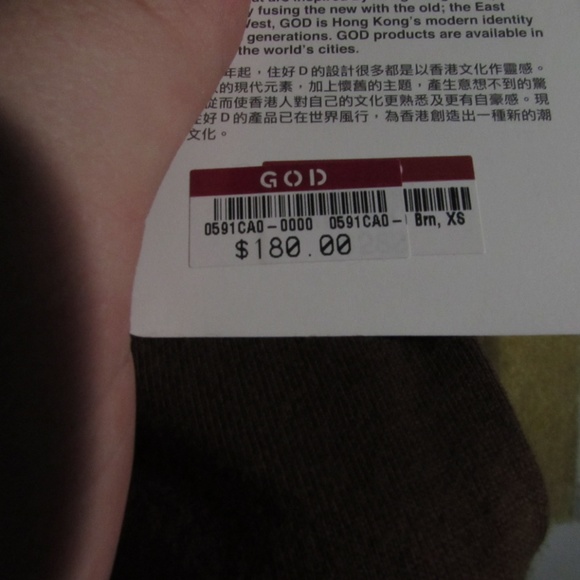 fusing the new with the old; the East
West, GOD is Hong Kong's modern identity
generations. GOD products are available in
the world's cities.
年起，住好D的設計很多都是以香港文化作靈感。
的現代元素，加上懷舊的主題，產生意想不到的驚
從而使香港人對自己的文化更熟悉及更有自豪感。現
住好D的產品已在世界風行，為香港創造出一種新的潮
文化。
GOD
0591CA0-0000 0591CA0- Brn, XS
$180.00